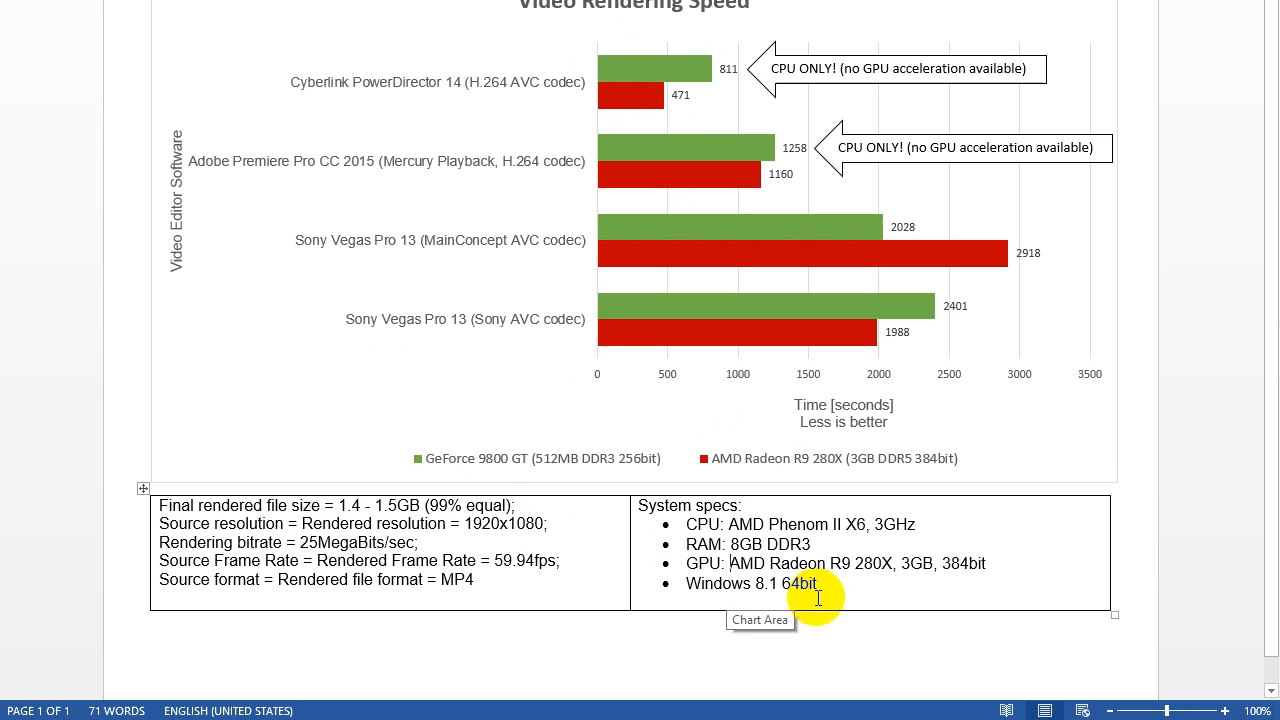 Video Rendering Speed
Video Editor Software
Cyberlink PowerDirector 14 (H.264 AVC codec)
811
CPU ONLY! (no GPU acceleration available)
471
Adobe Premiere Pro CC 2015 (Mercury Playback, H.264 codec)
1258
CPU ONLY! (no GPU acceleration available)
1160
Sony Vegas Pro 13 (MainConcept AVC codec)
2028
2918
Sony Vegas Pro 13 (Sony AVC codec)
2401
1988
0 500 1000 1500 2000 2500 3000 3500
Time [seconds]
Less is better
GeForce 9800 GT (512MB DDR3 256bit) AMD Radeon R9 280X (3GB DDR5 384bit)
Final rendered file size = 1.4 - 1.5GB (99% equal);
Source resolution = Rendered resolution = 1920x1080;
Rendering bitrate = 25MegaBits/sec;
Source Frame Rate = Rendered Frame Rate = 59.94fps;
Source format = Rendered file format = MP4
System specs:
• CPU: AMD Phenom II X6, 3GHz
• RAM: 8GB DDR3
• GPU: AMD Radeon R9 280X, 3GB, 384bit
• Windows 8.1 64bit
Chart Area
PAGE 1 OF 1 71 WORDS ENGLISH (UNITED STATES) 100%